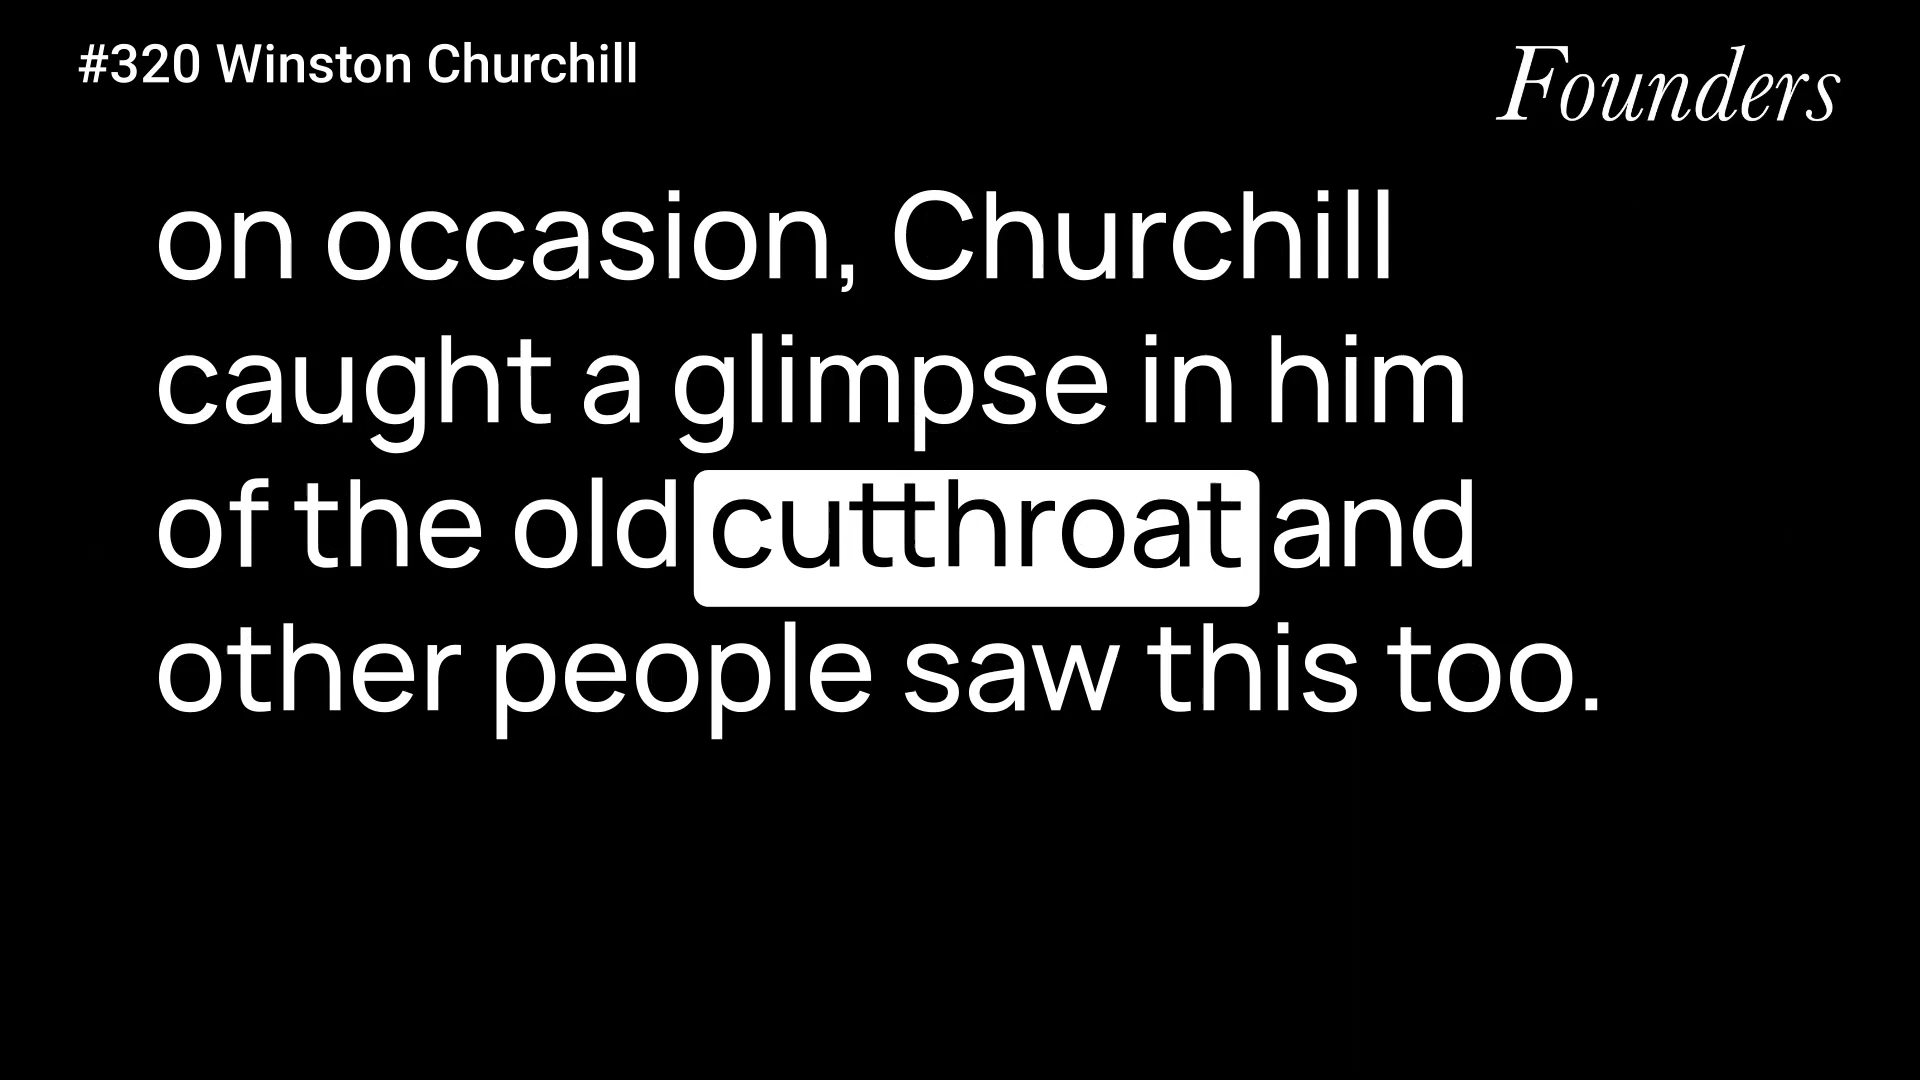 #320 Winston Churchill
Founders
on occasion, Churchill
caught a glimpse in him
of the old cutthroat and
other people saw this too.